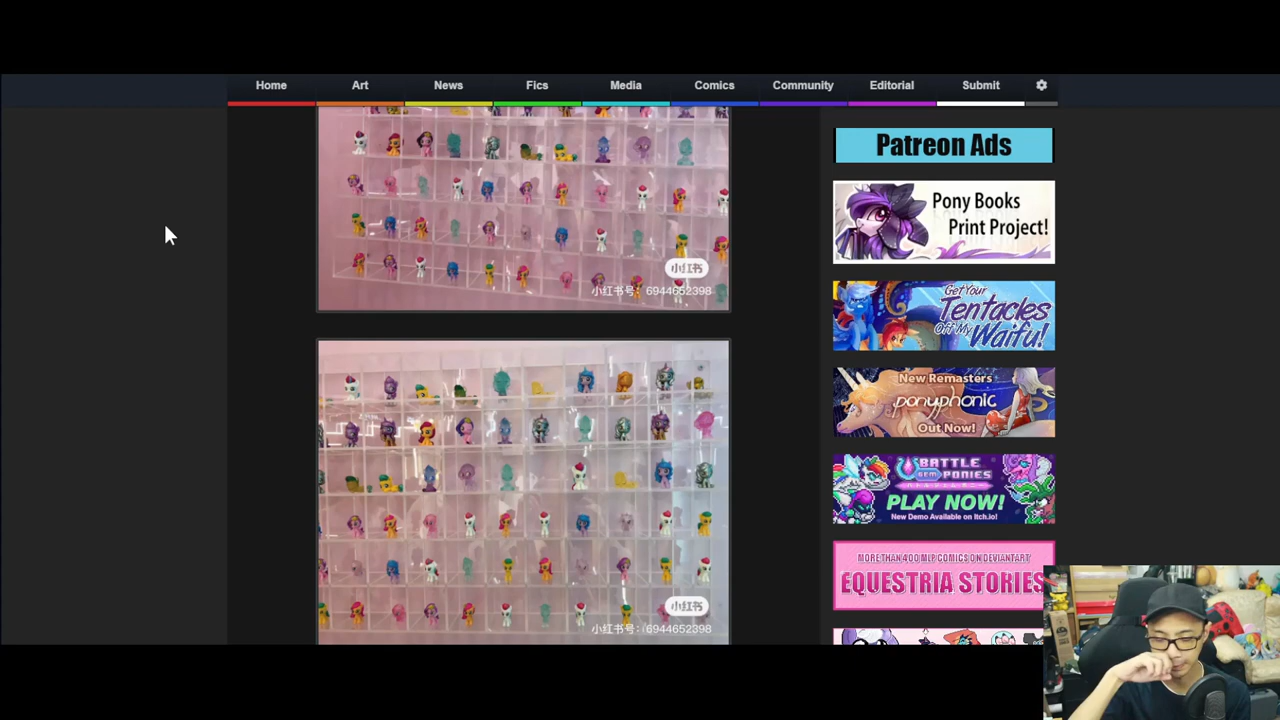 Home Art News Fics Media Comics Community Editorial Submit
Patreon Ads
Pony Books
Print Project!
Get Your
Tentacles
Off My Waifu!
小红书
小红书号：6944652398
New Remasters
ponyphonic
Out Now!
BATTLE
GEM PONIES
PLAY NOW!
New Demo Available on Itch.io!
MORE THAN 400 MLP COMICS ON DEVIANTART
EQUESTRIA STORIES
小红书
小红书号：6944652398